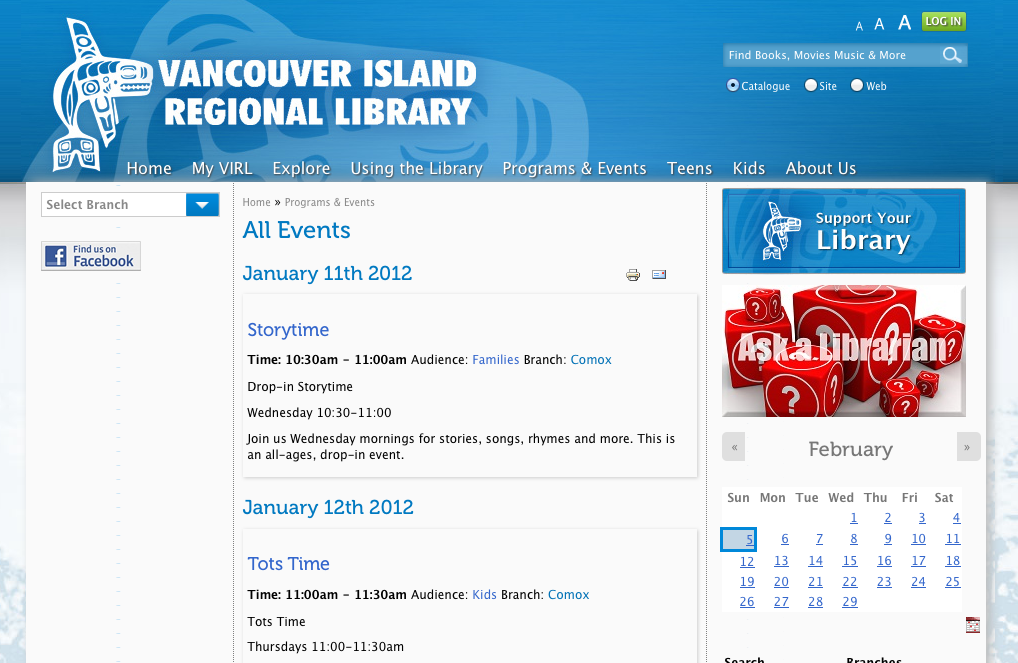 A A A LOG IN
VANCOUVER ISLAND
REGIONAL LIBRARY
Find Books, Movies Music & More
Catalogue Site Web
Home My VIRL Explore Using the Library Programs & Events Teens Kids About Us
Select Branch
Find us on
Facebook
Home » Programs & Events
All Events
January 11th 2012
Storytime
Time: 10:30am - 11:00am Audience: Families Branch: Comox
Drop-in Storytime
Wednesday 10:30-11:00
Join us Wednesday mornings for stories, songs, rhymes and more. This is
an all-ages, drop-in event.
January 12th 2012
Tots Time
Time: 11:00am - 11:30am Audience: Kids Branch: Comox
Tots Time
Thursdays 11:00-11:30am
Support Your
Library
? ? ? ? ? ? ?
Ask a Librarian
« February »
Sun Mon Tue Wed Thu Fri Sat
1 2 3 4
5 6 7 8 9 10 11
12 13 14 15 16 17 18
19 20 21 22 23 24 25
26 27 28 29
Search Branches